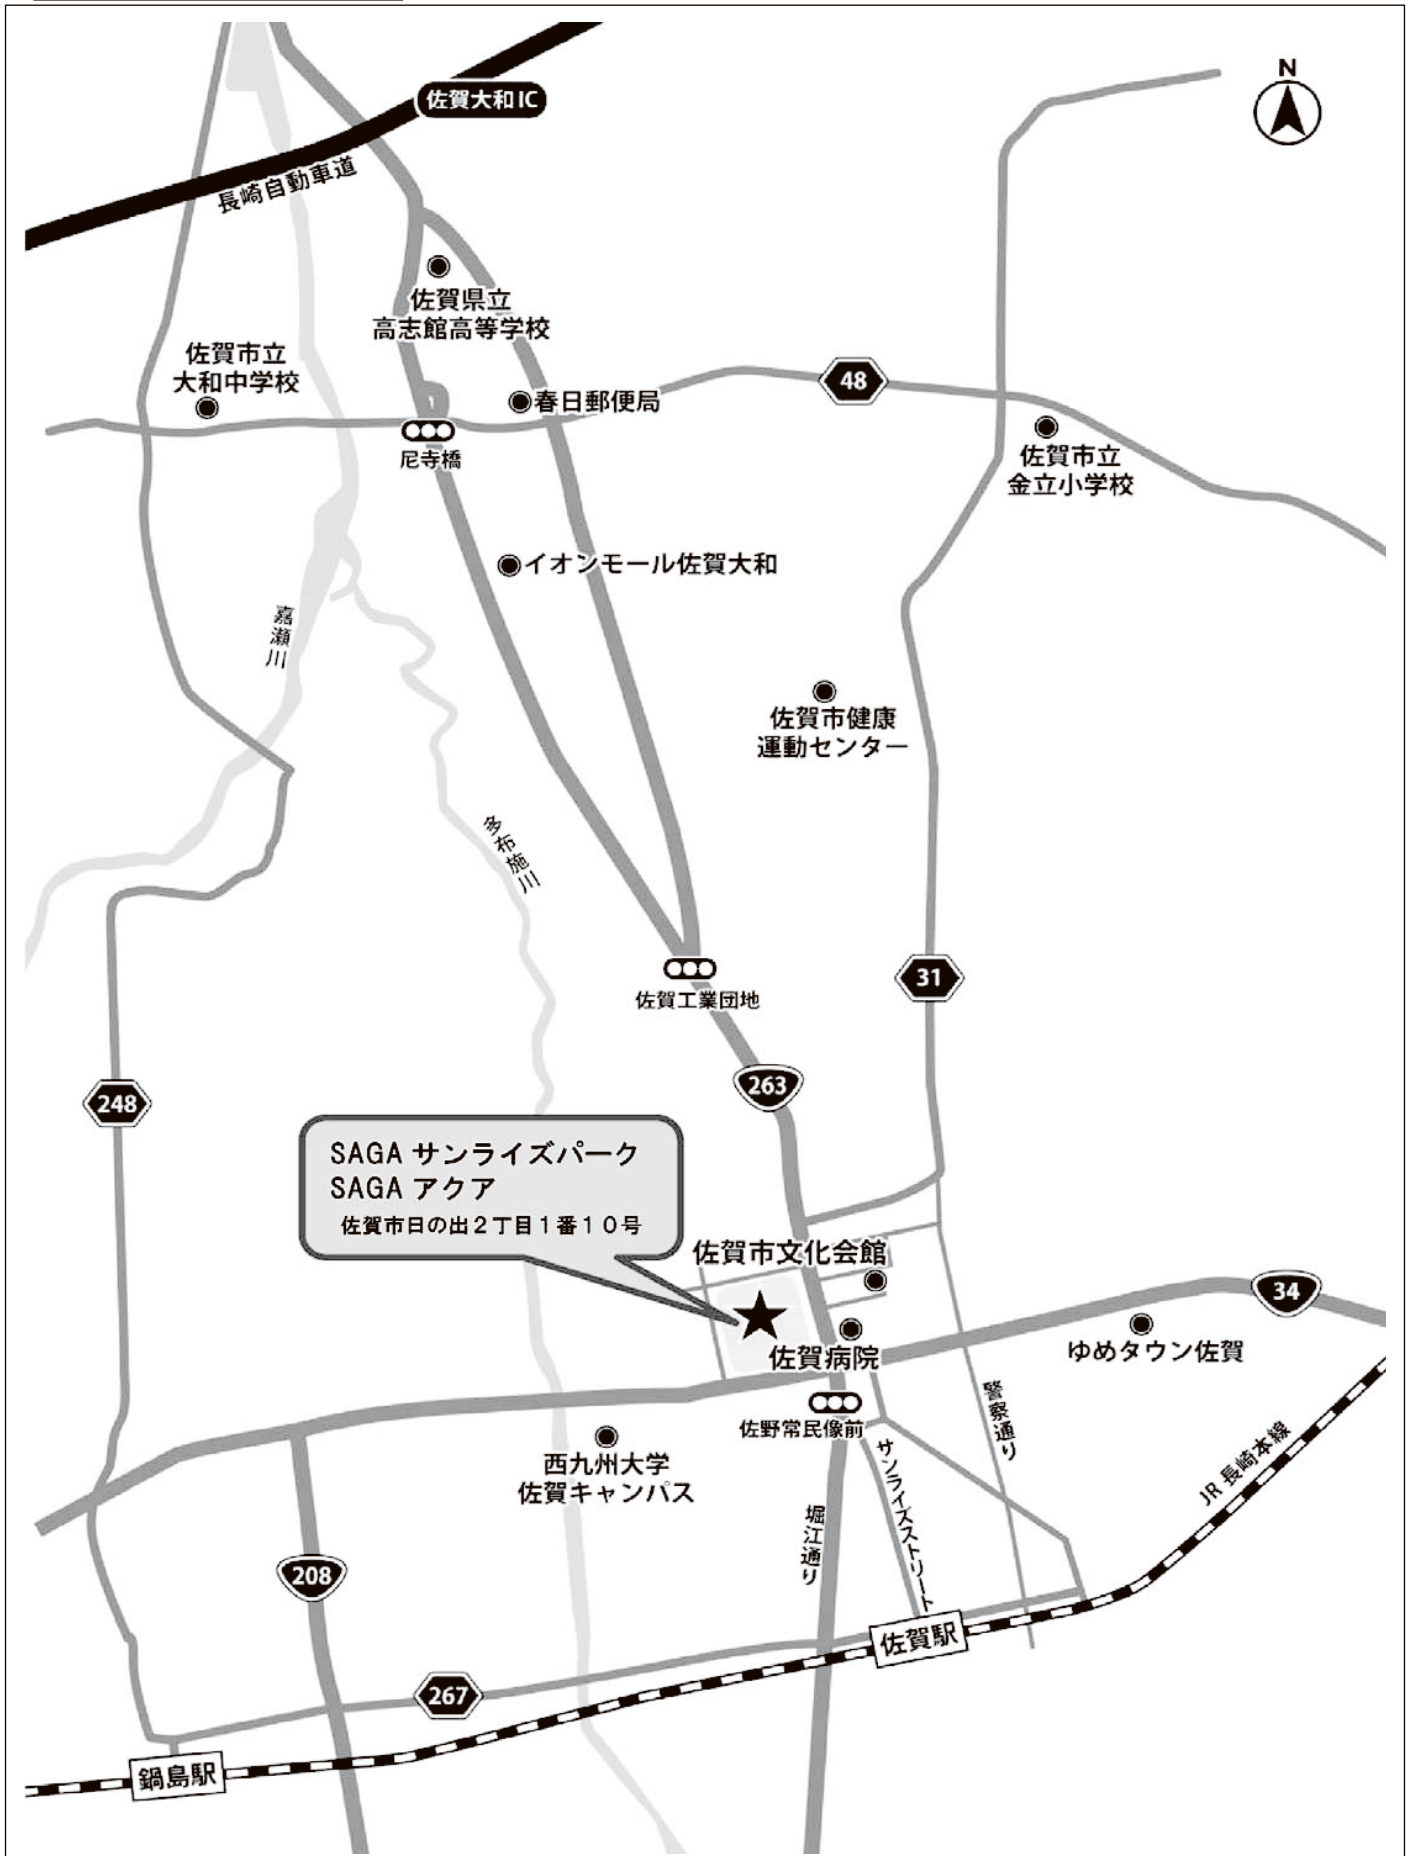 N
佐賀大和IC
長崎自動車道
佐賀県立
高志館高等学校
佐賀市立
大和中学校
春日郵便局
48
尼寺橋
佐賀市立
金立小学校
イオンモール佐賀大和
嘉瀬川
佐賀市健康
運動センター
多布施川
佐賀工業団地
31
263
248
SAGA サンライズパーク
SAGA アクア
佐賀市日の出２丁目１番１０号
佐賀市文化会館
34
佐賀病院
ゆめタウン佐賀
佐野常民像前
警察通り
サンライズストリート
西九州大学
佐賀キャンパス
JR 長崎本線
堀江通り
208
佐賀駅
267
鍋島駅